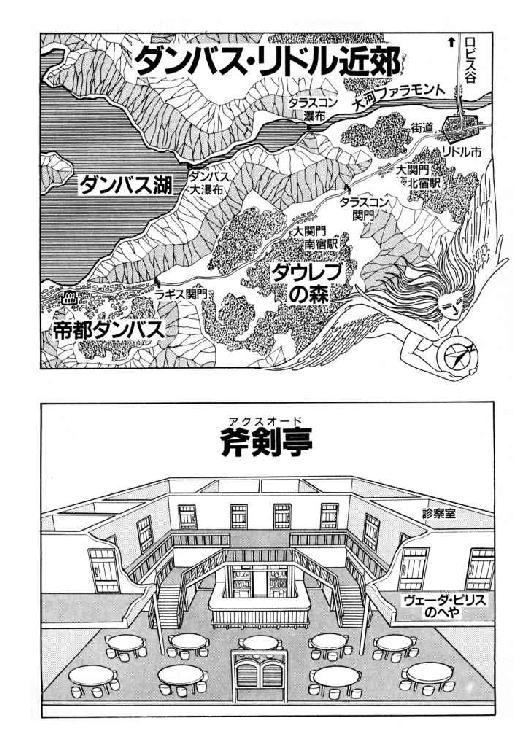 ダンバス・リドル近郊
ロビス谷
大河ファラモント
タラスコン
瀑布
街道
リドル市
ダンバス湖
ダンバス
大瀑布
大関門
北宿駅
タラスコン
関門
大関門
南宿駅
ダウレブ
の森
ラギス関門
帝都ダンバス
アクスオード
斧剣亭
診察室
ヴェーダ・ピリス
のへや